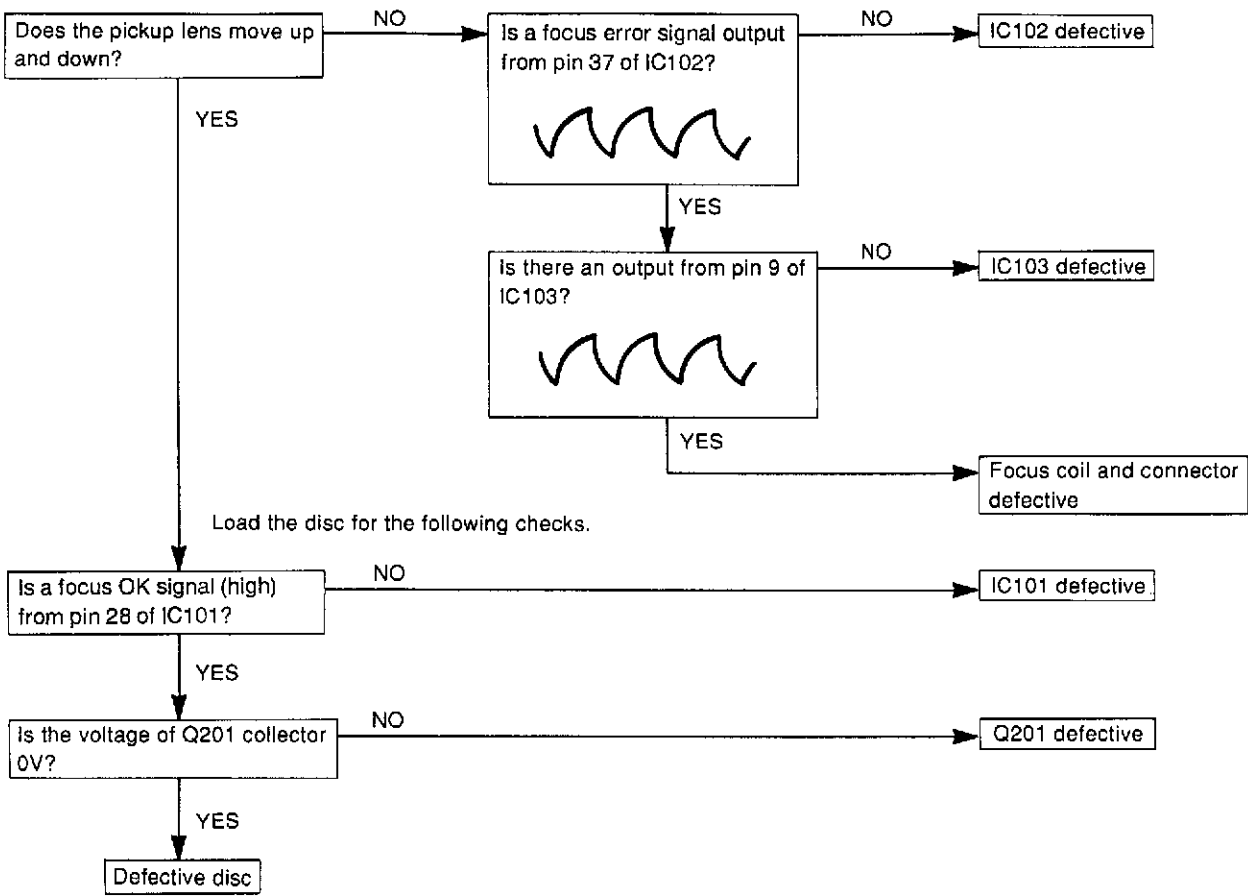 Does the pickup lens move up
and down?
NO
Is a focus error signal output
from pin 37 of IC102?
NO
IC102 defective
YES
YES
Is there an output from pin 9 of
IC103?
NO
IC103 defective
YES
Focus coil and connector
defective
Load the disc for the following checks.
Is a focus OK signal (high)
from pin 28 of IC101?
NO
IC101 defective
YES
Is the voltage of Q201 collector
0V?
NO
Q201 defective
YES
Defective disc